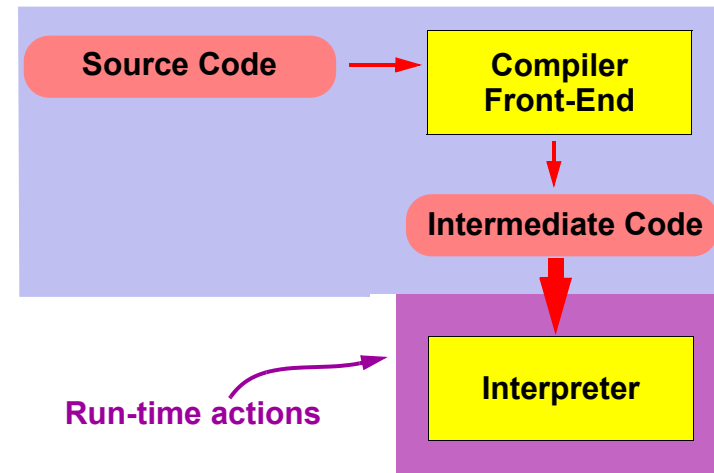 Source Code
Compiler
Front-End
Intermediate Code
Interpreter
Run-time actions